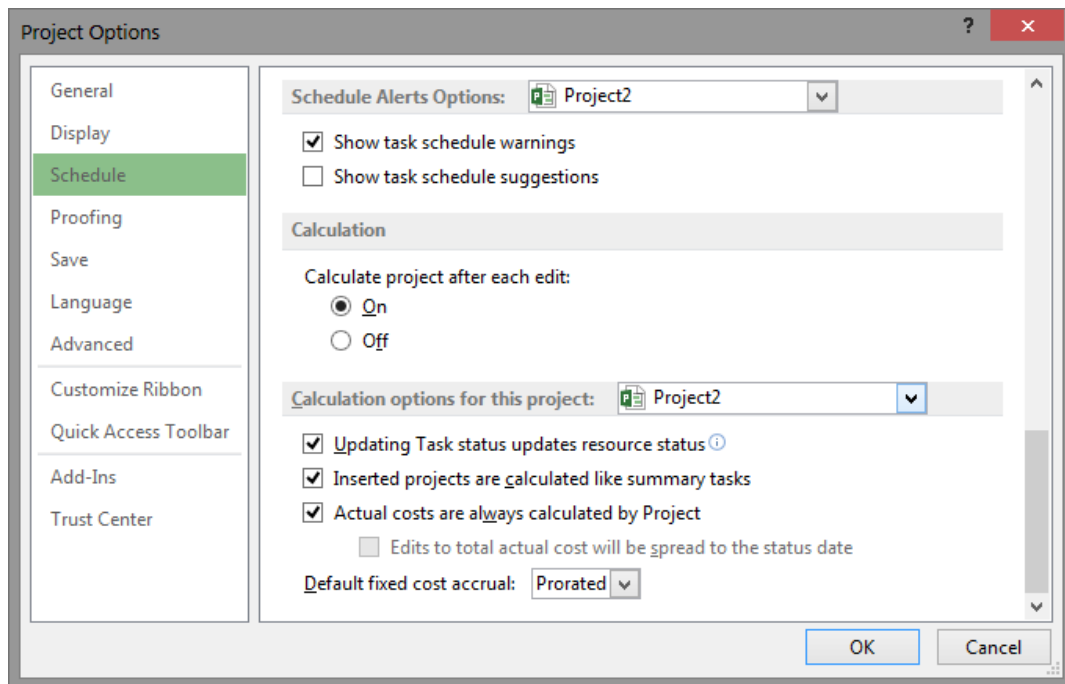 Project Options
?
General
Display
Schedule
Proofing
Save
Language
Advanced
Customize Ribbon
Quick Access Toolbar
Add-Ins
Trust Center
Schedule Alerts Options: Project2
Show task schedule warnings
Show task schedule suggestions
Calculation
Calculate project after each edit:
On
Off
Calculation options for this project: Project2
Updating Task status updates resource status
Inserted projects are calculated like summary tasks
Actual costs are always calculated by Project
Edits to total actual cost will be spread to the status date
Default fixed cost accrual: Prorated
OK Cancel